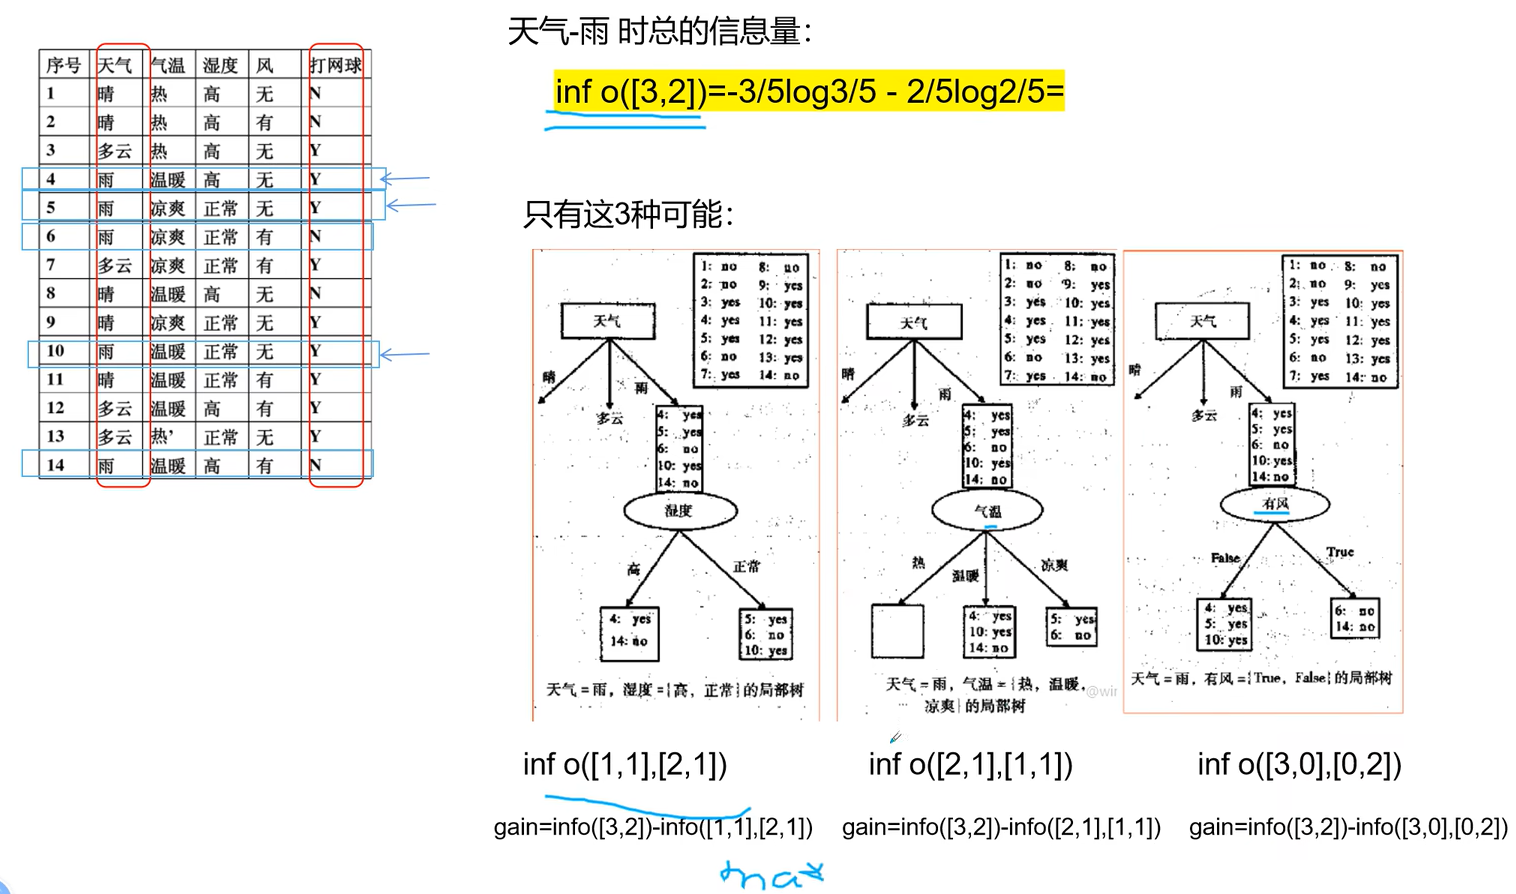 序号 天气 气温 湿度 风 打网球
1 晴 热 高 无 N
2 晴 热 高 有 N
3 多云 热 高 无 Y
4 雨 温暖 高 无 Y
5 雨 凉爽 正常 无 Y
6 雨 凉爽 正常 有 N
7 多云 凉爽 正常 有 Y
8 晴 温暖 高 无 N
9 晴 凉爽 正常 无 Y
10 雨 温暖 正常 无 Y
11 晴 温暖 正常 有 Y
12 多云 温暖 高 有 Y
13 多云 热’ 正常 无 Y
14 雨 温暖 高 有 N
天气-雨 时总的信息量：
inf o([3,2])=-3/5log3/5 - 2/5log2/5=
只有这3种可能：
1: no 8: no
2: no 9: yes
3: yes 10: yes
4: yes 11: yes
5: yes 12: yes
6: no 13: yes
7: yes 14: no
天气
晴
多云
雨
4: yes
5: yes
6: no
10: yes
14: no
湿度
高
正常
4: yes
14: no
5: yes
6: no
10: yes
天气=雨，湿度={高，正常}的局部树
1: no 8: no
2: no 9: yes
3: yes 10: yes
4: yes 11: yes
5: yes 12: yes
6: no 13: yes
7: yes 14: no
天气
晴
多云
雨
4: yes
5: yes
6: no
10: yes
14: no
气温
热
温暖
凉爽
4: yes
10: yes
14: no
5: yes
6: no
天气=雨，气温={热，温暖，
凉爽}的局部树
1: no 8: no
2: no 9: yes
3: yes 10: yes
4: yes 11: yes
5: yes 12: yes
6: no 13: yes
7: yes 14: no
天气
晴
多云
雨
4: yes
5: yes
6: no
10: yes
14: no
有风
False
True
4: yes
5: yes
10: yes
6: no
14: no
天气=雨，有风={True，False}的局部树
inf o([1,1],[2,1])
inf o([2,1],[1,1])
inf o([3,0],[0,2])
gain=info([3,2])-info([1,1],[2,1])
gain=info([3,2])-info([2,1],[1,1])
gain=info([3,2])-info([3,0],[0,2])
max